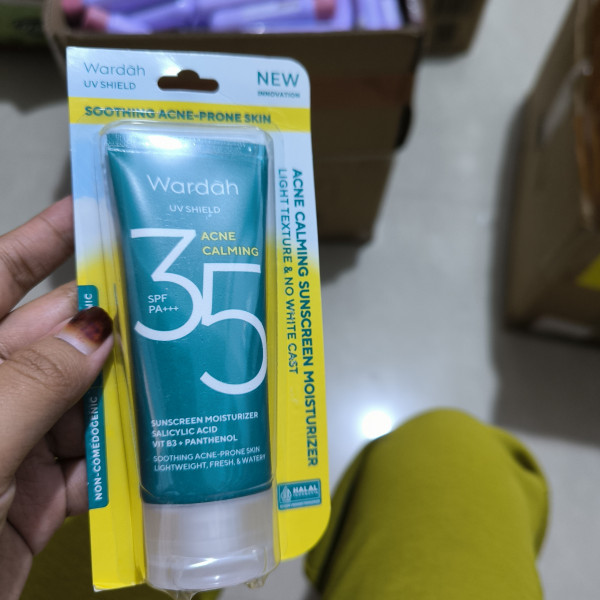 Wardah
UV SHIELD
NEW
INNOVATION
SOOTHING ACNE-PRONE SKIN
Wardah
UV SHIELD
35
ACNE
CALMING
SPF
PA+++
SUNSCREEN MOISTURIZER
SALICYLIC ACID
VIT B3 + PANTHENOL
SOOTHING ACNE-PRONE SKIN
LIGHTWEIGHT, FRESH, & WATERY
ACNE CALMING SUNSCREEN MOISTURIZER
LIGHT TEXTURE & NO WHITE CAST
NON-COMEDOGENIC
HALAL